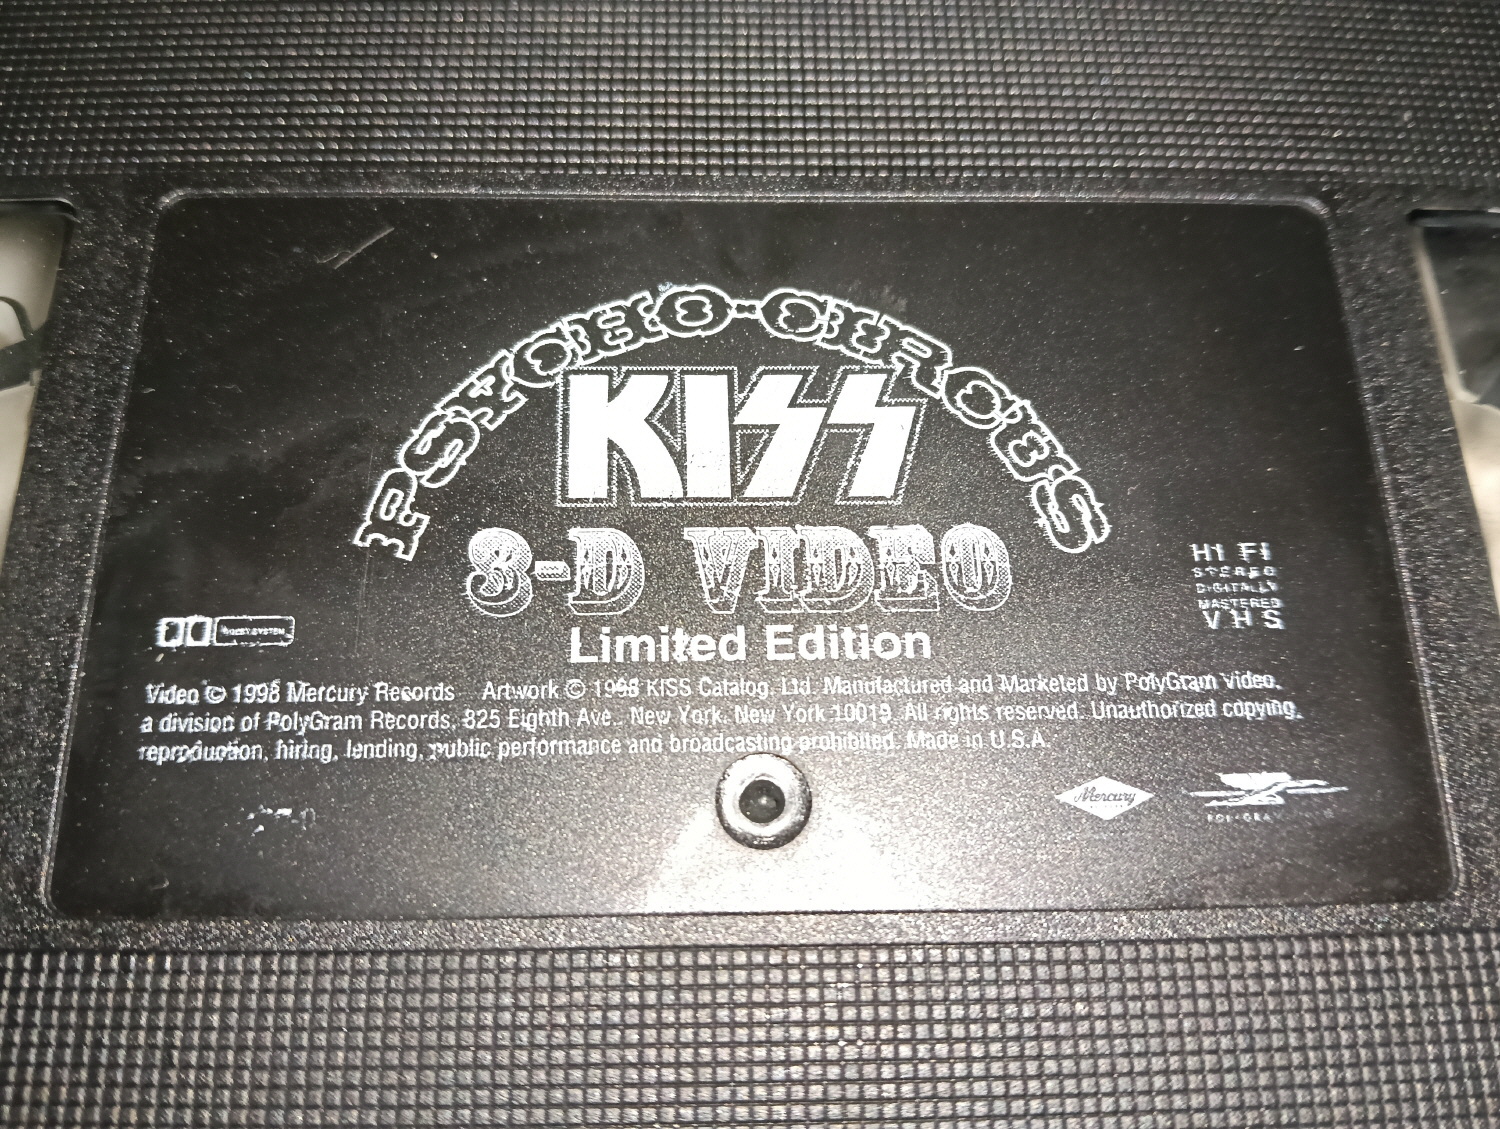 PSYCHO-CIRCUS
KISS
3-D VIDEO
Limited Edition
HI FI
STEREO
DIGITALLY
MASTERED
VHS
Video © 1998 Mercury Records Artwork © 1998 KISS Catalog, Ltd. Manufactured and Marketed by PolyGram Video,
a division of PolyGram Records, 825 Eighth Ave., New York, New York 10019. All rights reserved. Unauthorized copying,
reproduction, hiring, lending, public performance and broadcasting prohibited. Made in U.S.A.
Mercury